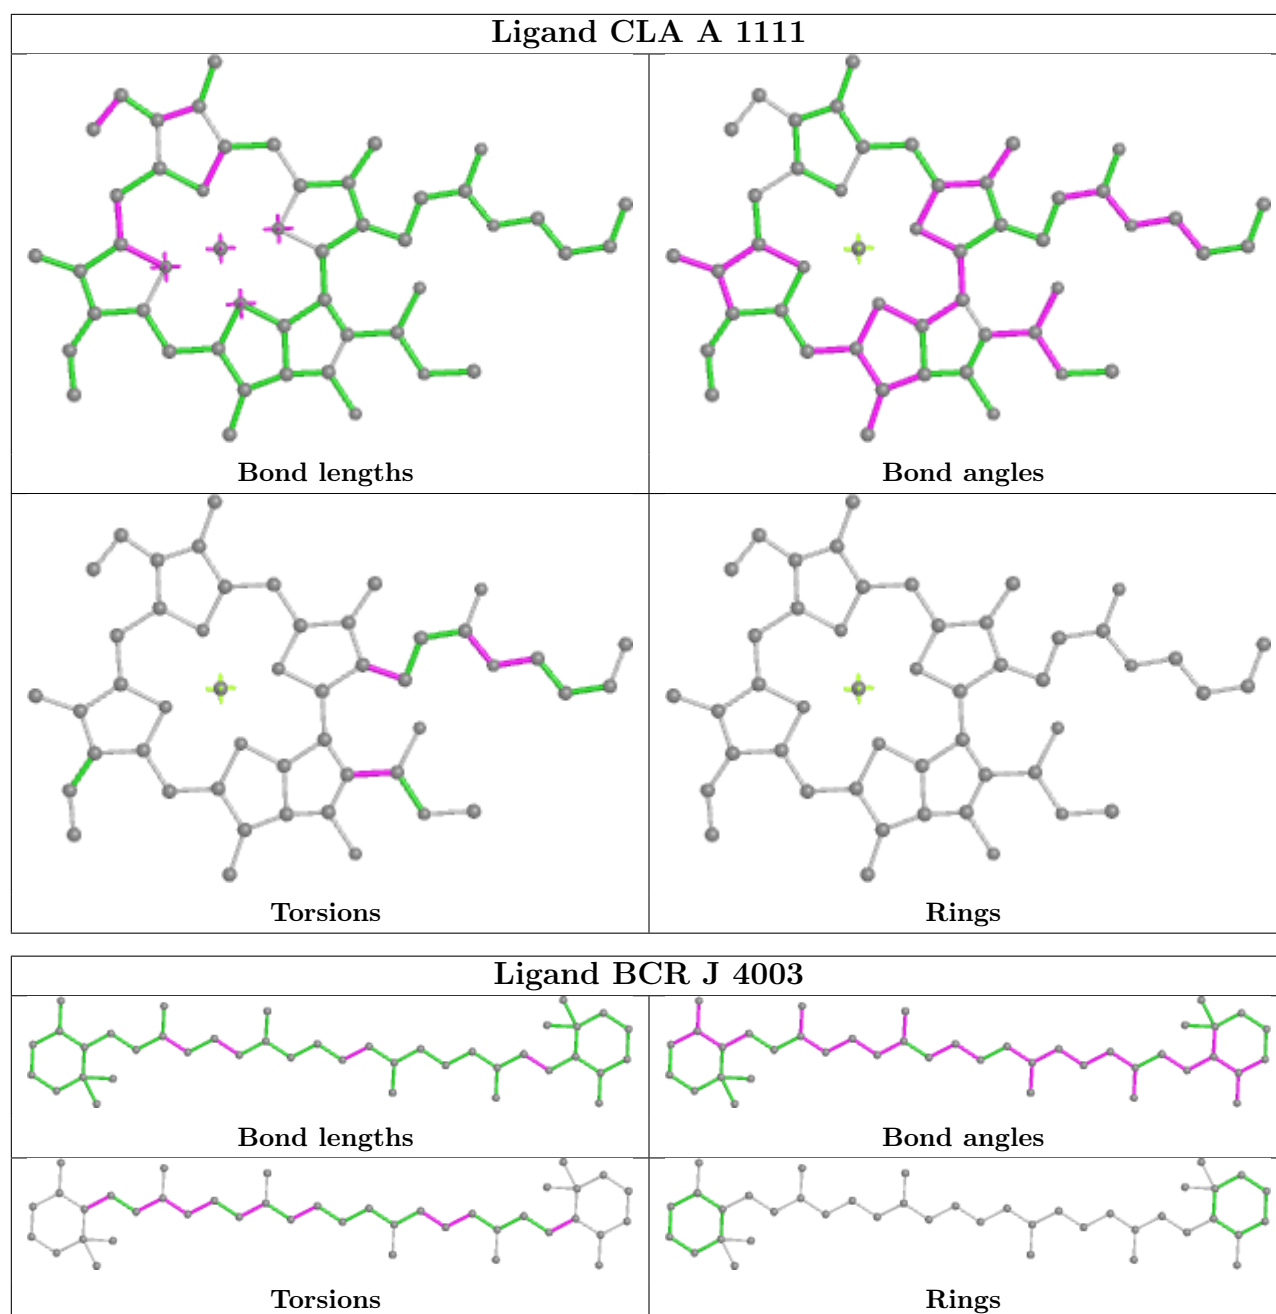 Ligand CLA A 1111
Bond lengths
Bond angles
Torsions
Rings
Ligand BCR J 4003
Bond lengths
Bond angles
Torsions
Rings